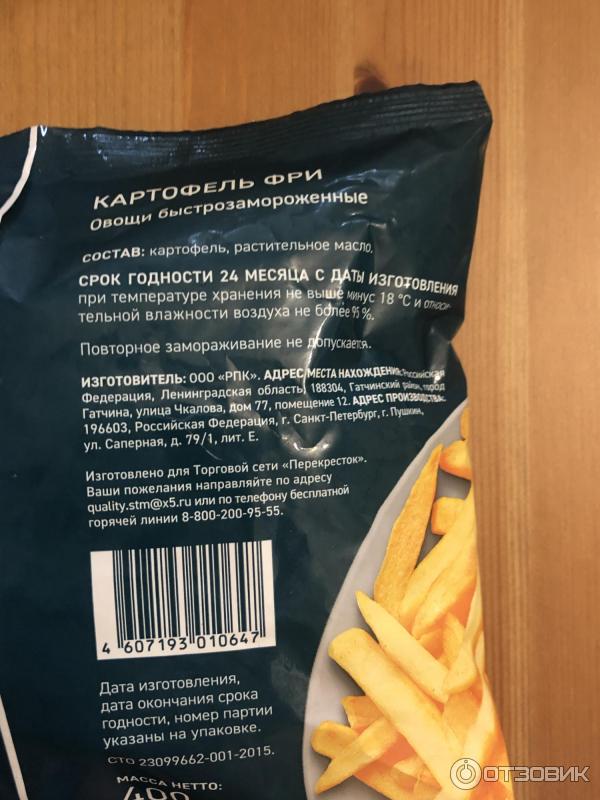 КАРТОФЕЛЬ ФРИ
Овощи быстрозамороженные
СОСТАВ: картофель, растительное масло.
СРОК ГОДНОСТИ 24 МЕСЯЦА С ДАТЫ ИЗГОТОВЛЕНИЯ
при температуре хранения не выше минус 18 °С и относи-
тельной влажности воздуха не более 95 %.
Повторное замораживание не допускается.
ИЗГОТОВИТЕЛЬ: ООО «РПК». АДРЕС МЕСТА НАХОЖДЕНИЯ: Российская
Федерация, Ленинградская область, 188304, Гатчинский район, город
Гатчина, улица Чкалова, дом 77, помещение 12. АДРЕС ПРОИЗВОДСТВА:
196603, Российская Федерация, г. Санкт-Петербург, г. Пушкин,
ул. Саперная, д. 79/1, лит. Е.
Изготовлено для Торговой сети «Перекресток».
Ваши пожелания направляйте по адресу
quality.stm@x5.ru или по телефону бесплатной
горячей линии 8-800-200-95-55.
4 607193 010647
Дата изготовления,
дата окончания срока
годности, номер партии
указаны на упаковке.
СТО 23099662-001-2015.
МАССА НЕТТО:
400
ОТЗОВИК